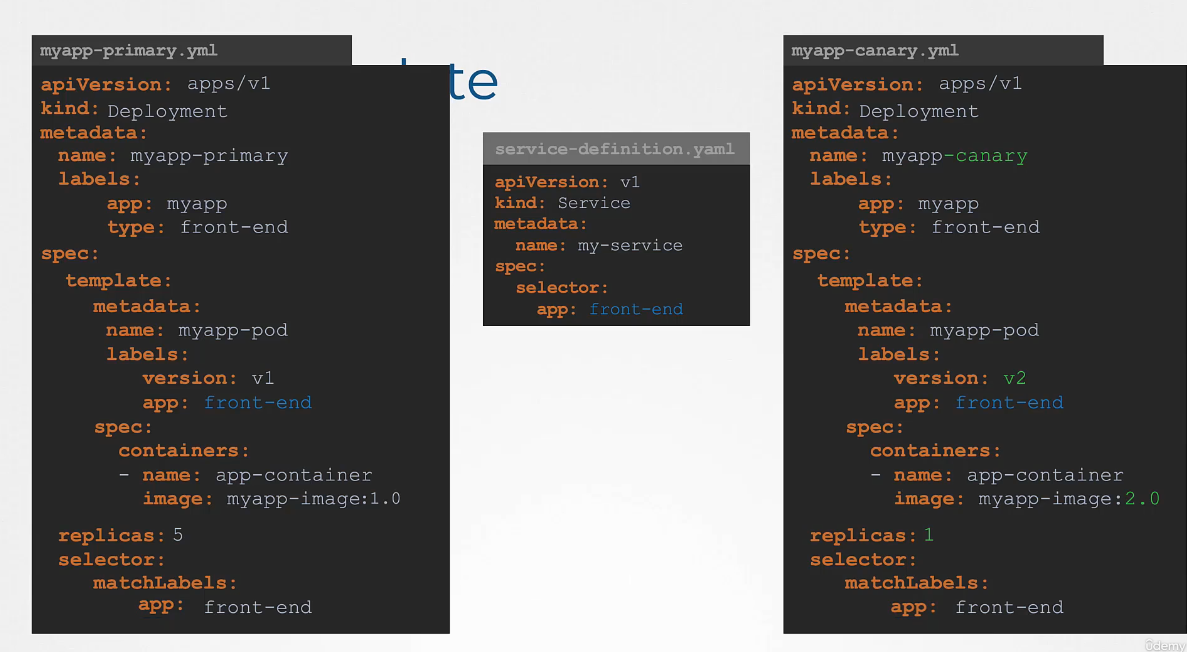 myapp-primary.yml
apiVersion: apps/v1
kind: Deployment
metadata:
name: myapp-primary
labels:
app: myapp
type: front-end
spec:
template:
metadata:
name: myapp-pod
labels:
version: v1
app: front-end
spec:
containers:
- name: app-container
image: myapp-image:1.0
replicas: 5
selector:
matchLabels:
app: front-end
service-definition.yaml
apiVersion: v1
kind: Service
metadata:
name: my-service
spec:
selector:
app: front-end
myapp-canary.yml
apiVersion: apps/v1
kind: Deployment
metadata:
name: myapp-canary
labels:
app: myapp
type: front-end
spec:
template:
metadata:
name: myapp-pod
labels:
version: v2
app: front-end
spec:
containers:
- name: app-container
image: myapp-image:2.0
replicas: 1
selector:
matchLabels:
app: front-end
ûdemy